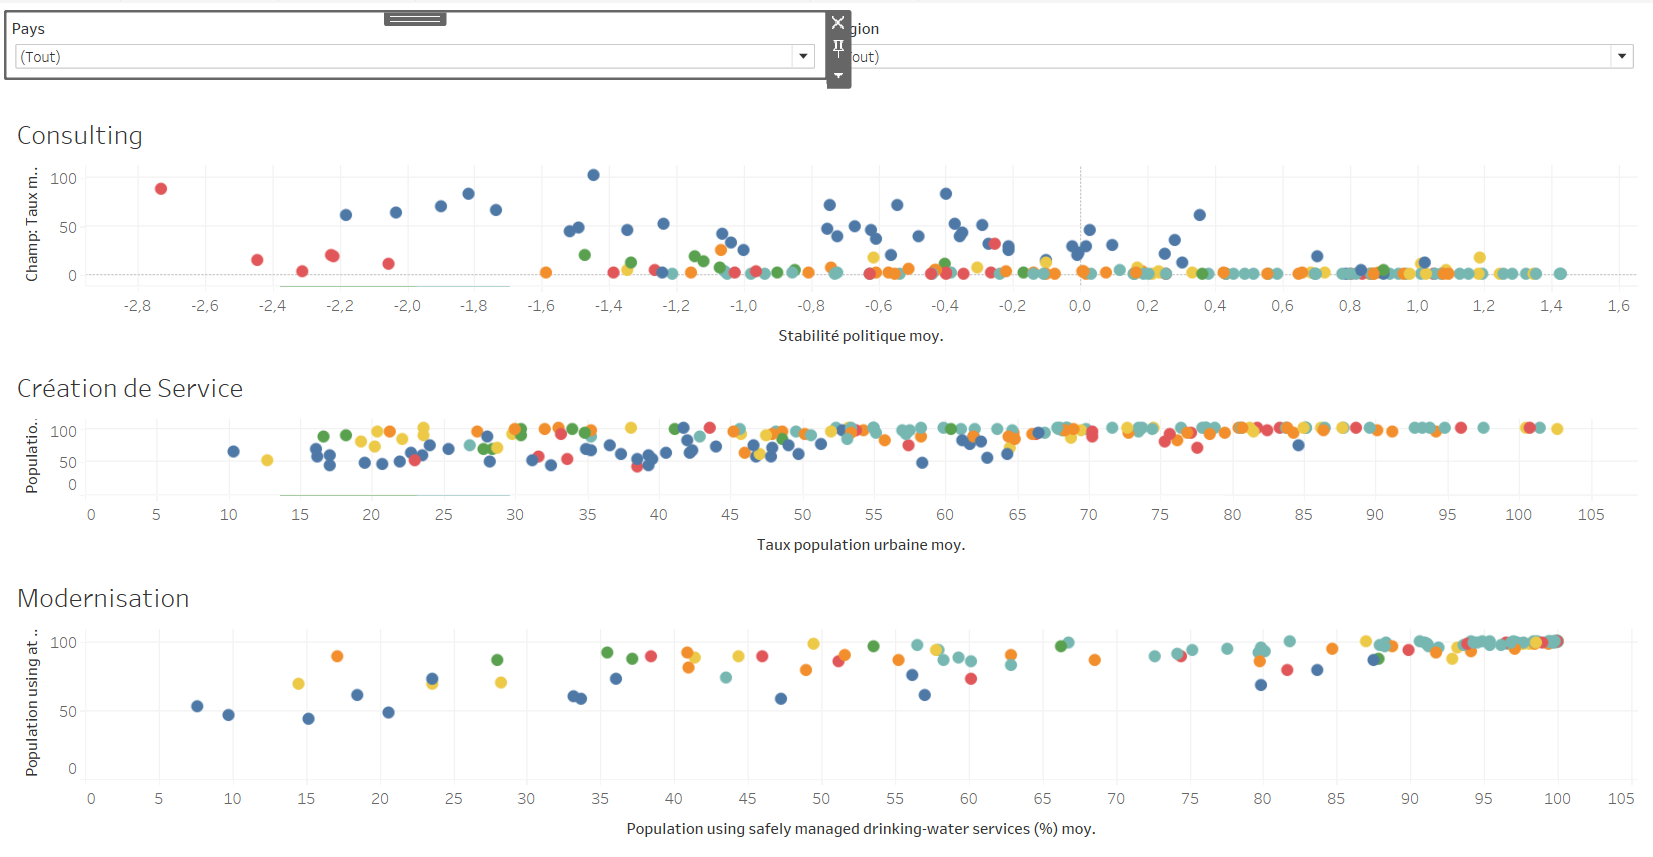 Pays
gion
(Tout)
out)
Consulting
Champ: Taux m..
100
50
0
-2,8 -2,6 -2,4 -2,2 -2,0 -1,8 -1,6 -1,4 -1,2 -1,0 -0,8 -0,6 -0,4 -0,2 0,0 0,2 0,4 0,6 0,8 1,0 1,2 1,4 1,6
Stabilité politique moy.
Création de Service
Populatio..
100
50
0
0 5 10 15 20 25 30 35 40 45 50 55 60 65 70 75 80 85 90 95 100 105
Taux population urbaine moy.
Modernisation
Population using at ..
100
50
0
0 5 10 15 20 25 30 35 40 45 50 55 60 65 70 75 80 85 90 95 100 105
Population using safely managed drinking-water services (%) moy.